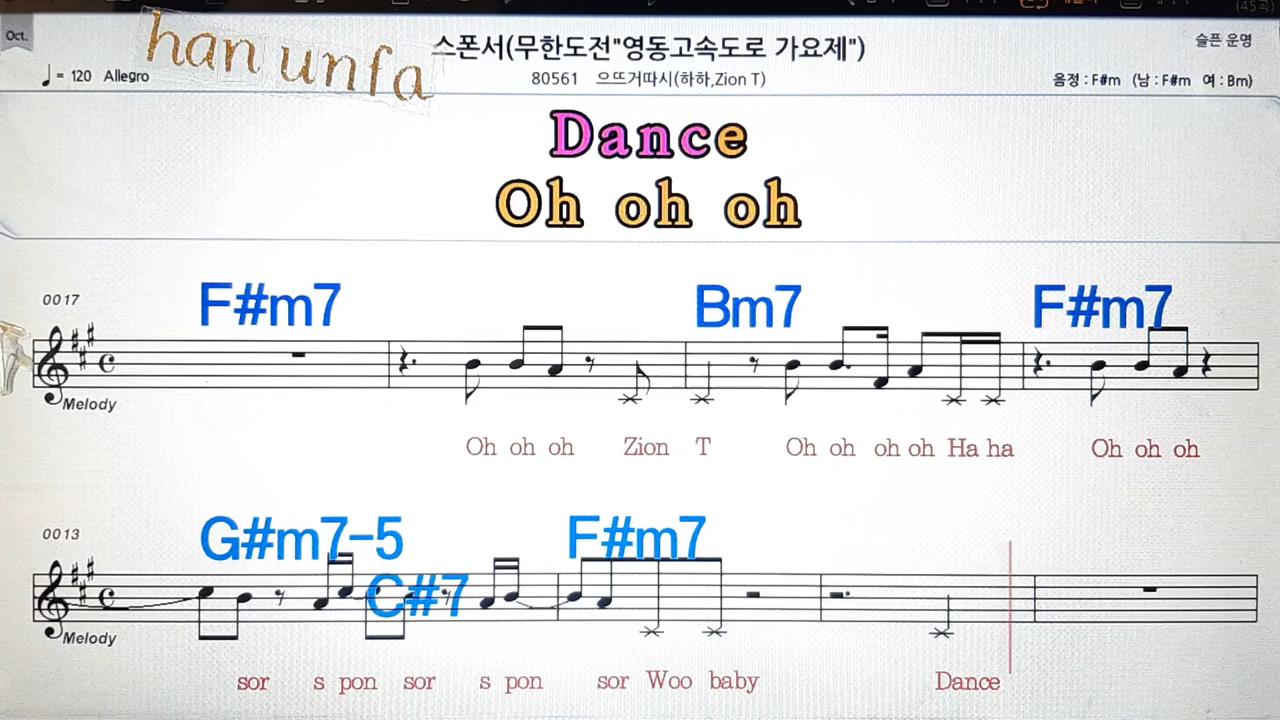 Oct.
han unfa
스폰서(무한도전"영동고속도로 가요제")
슬픈 운명
♩= 120 Allegro
80561 으뜨거따시(하하,Zion T)
음정 : F#m (남 : F#m 여 : Bm)
Dance
Oh oh oh
0017
F#m7 Bm7 F#m7
Melody
Oh oh oh Zion T Oh oh oh oh Ha ha Oh oh oh
0013
G#m7-5 C#7 F#m7
Melody
sor s pon sor s pon sor Woo baby Dance